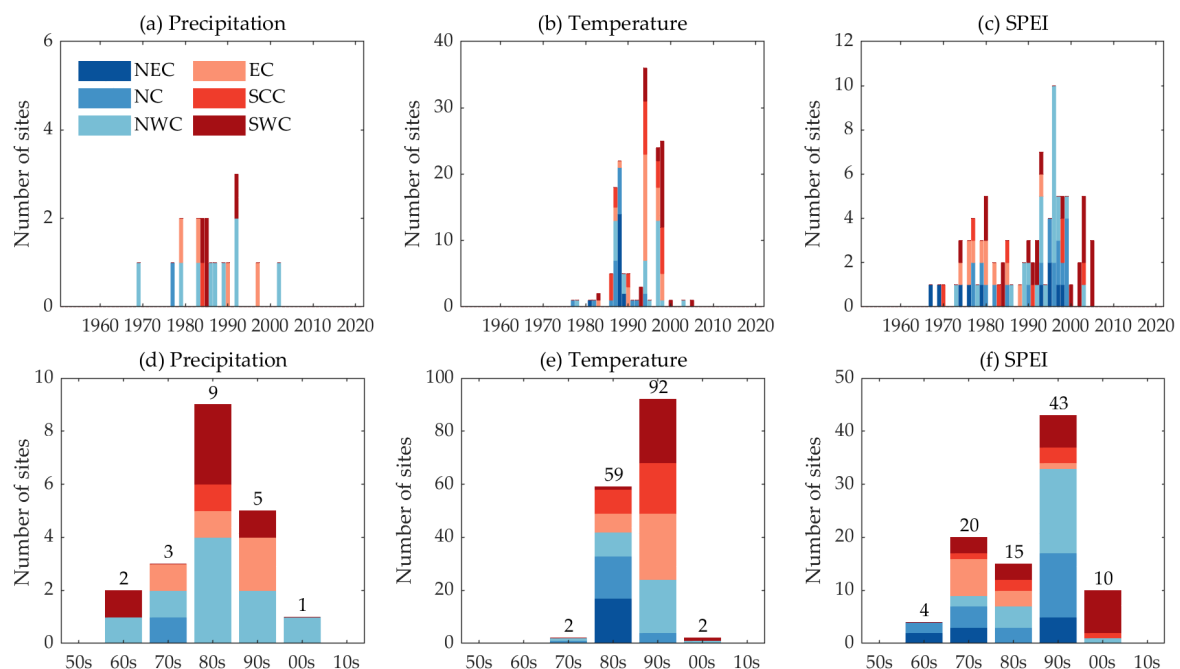 (a) Precipitation
(b) Temperature
(c) SPEI
6
4
2
0
Number of sites
NEC
NC
NWC
EC
SCC
SWC
1960 1970 1980 1990 2000 2010 2020
40
30
20
10
0
Number of sites
1960 1970 1980 1990 2000 2010 2020
12
10
8
6
4
2
0
Number of sites
1960 1970 1980 1990 2000 2010 2020
(d) Precipitation
(e) Temperature
(f) SPEI
10
8
6
4
2
0
Number of sites
2
3
9
5
1
50s 60s 70s 80s 90s 00s 10s
100
80
60
40
20
0
Number of sites
2
59
92
2
50s 60s 70s 80s 90s 00s 10s
50
40
30
20
10
0
Number of sites
4
20
15
43
10
50s 60s 70s 80s 90s 00s 10s